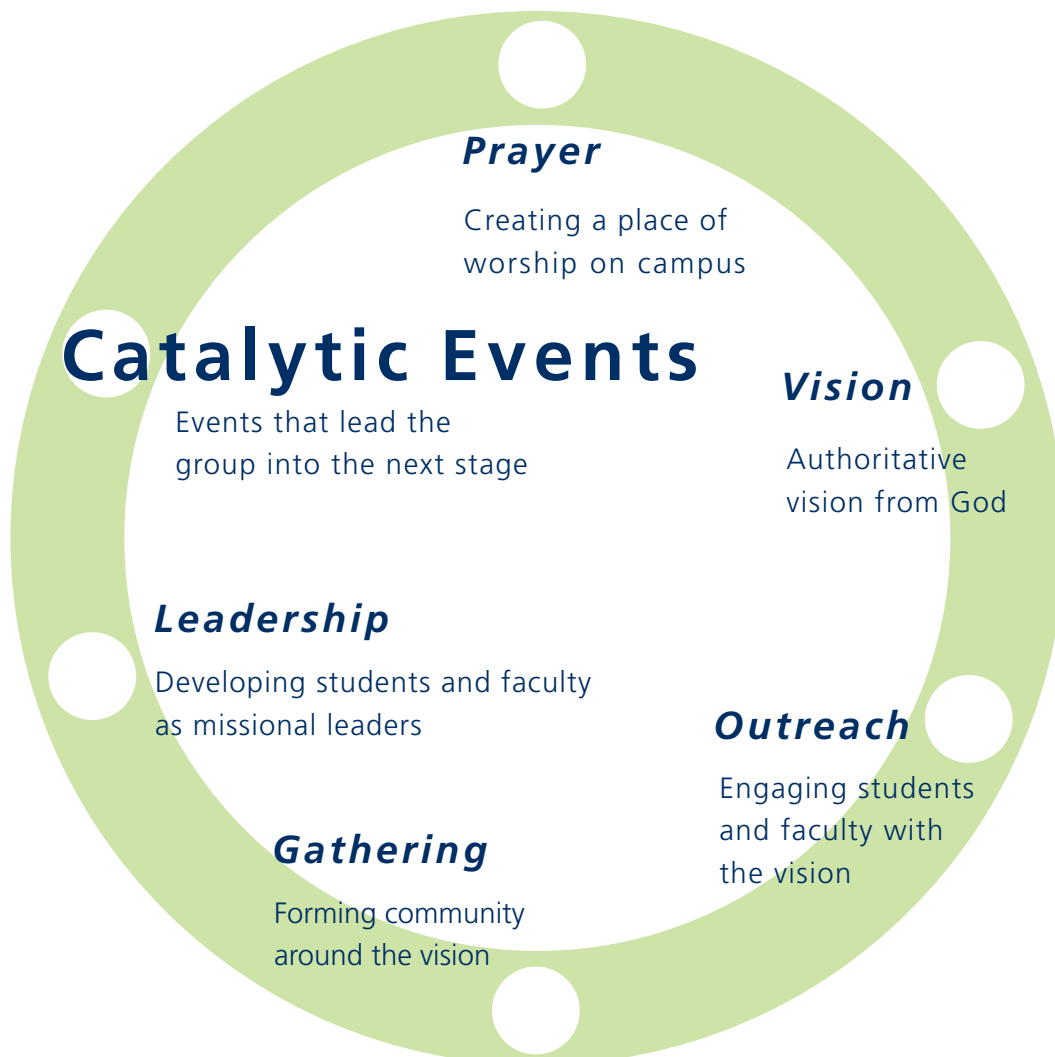 Prayer
Creating a place of
worship on campus
Catalytic Events
Events that lead the
group into the next stage
Vision
Authoritative
vision from God
Leadership
Developing students and faculty
as missional leaders
Outreach
Engaging students
and faculty with
the vision
Gathering
Forming community
around the vision